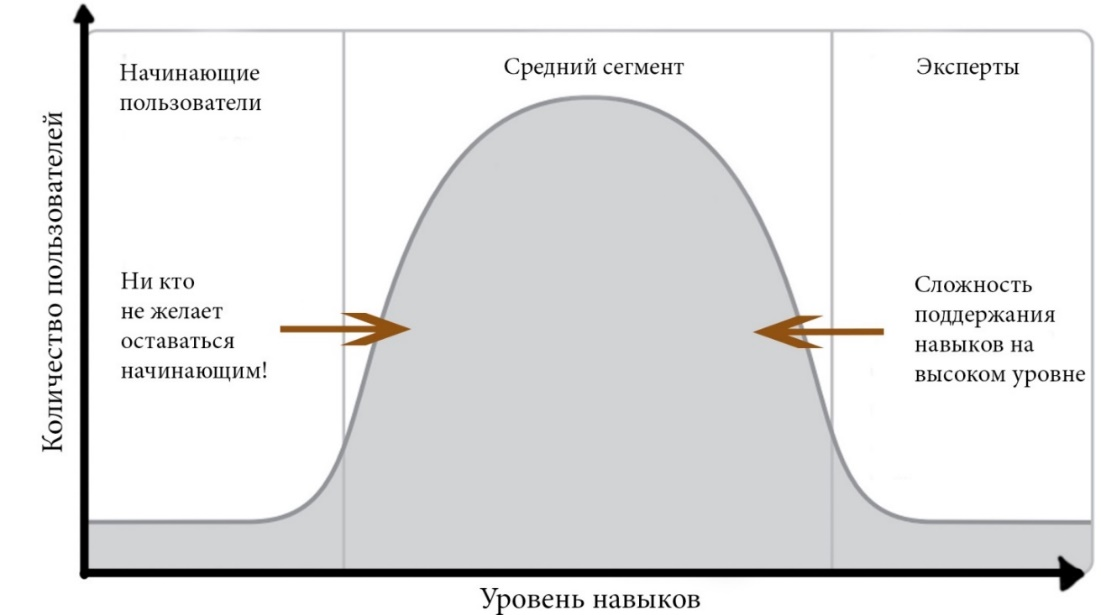 Начинающие
пользователи
Средний сегмент
Эксперты
Количество пользователей
Ни кто
не желает
оставаться
начинающим!
Сложность
поддержания
навыков на
высоком уровне
Уровень навыков